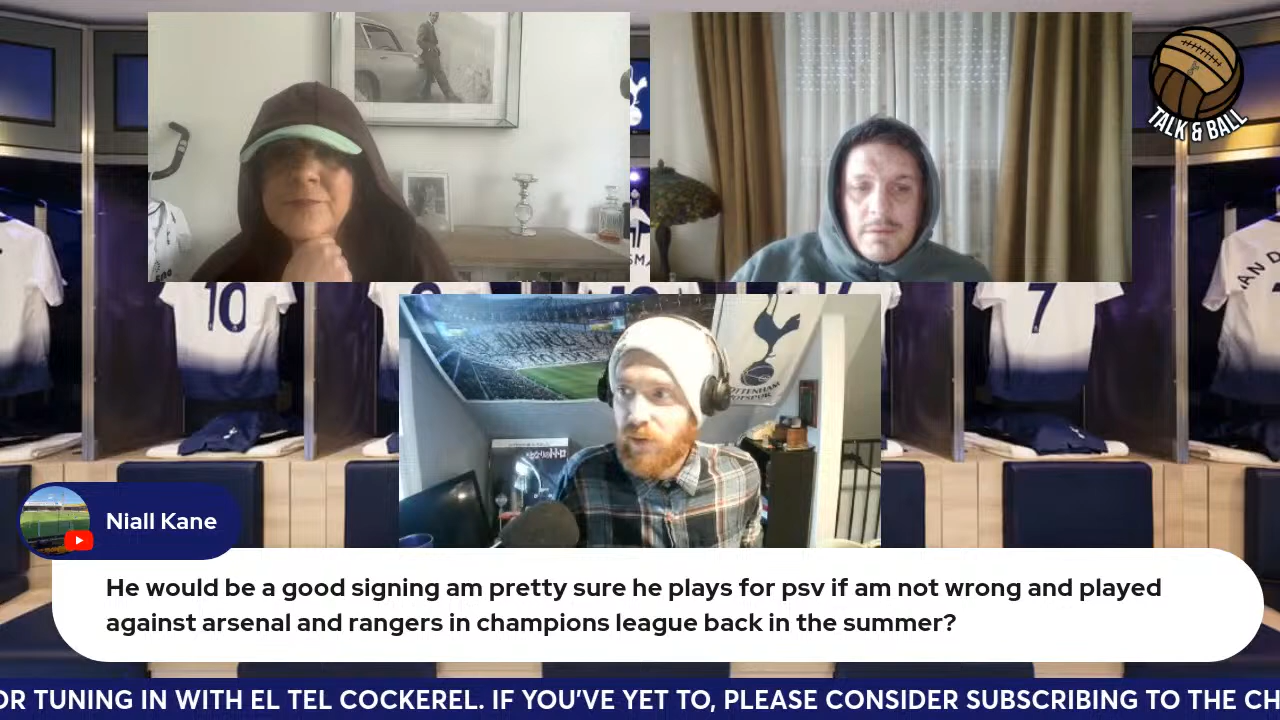 TALK & BALL
10
7
Niall Kane
He would be a good signing am pretty sure he plays for psv if am not wrong and played
against arsenal and rangers in champions league back in the summer?
OR TUNING IN WITH EL TEL COCKEREL. IF YOU'VE YET TO, PLEASE CONSIDER SUBSCRIBING TO THE CH